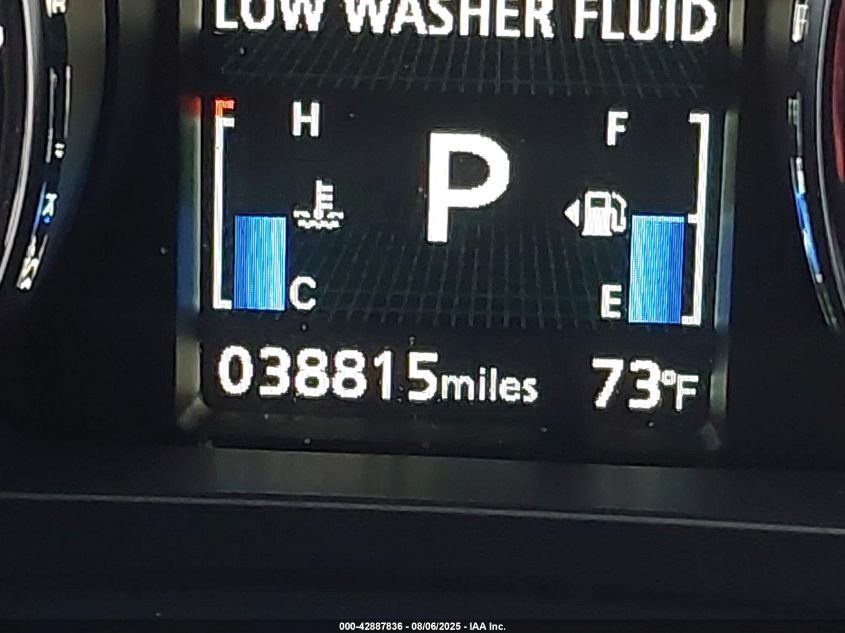 LOW WASHER FLUID
H F
P
C E
038815miles 73°F
000-42887836 - 08/06/2025 - IAA Inc.